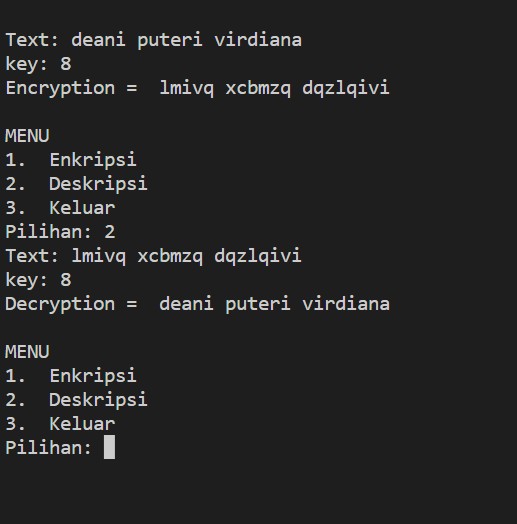 Text: deani puteri virdiana
key: 8
Encryption =  lmivq xcbmzq dqzlqivi
MENU
1.  Enkripsi
2.  Deskripsi
3.  Keluar
Pilihan: 2
Text: lmivq xcbmzq dqzlqivi
key: 8
Decryption =  deani puteri virdiana
MENU
1.  Enkripsi
2.  Deskripsi
3.  Keluar
Pilihan: